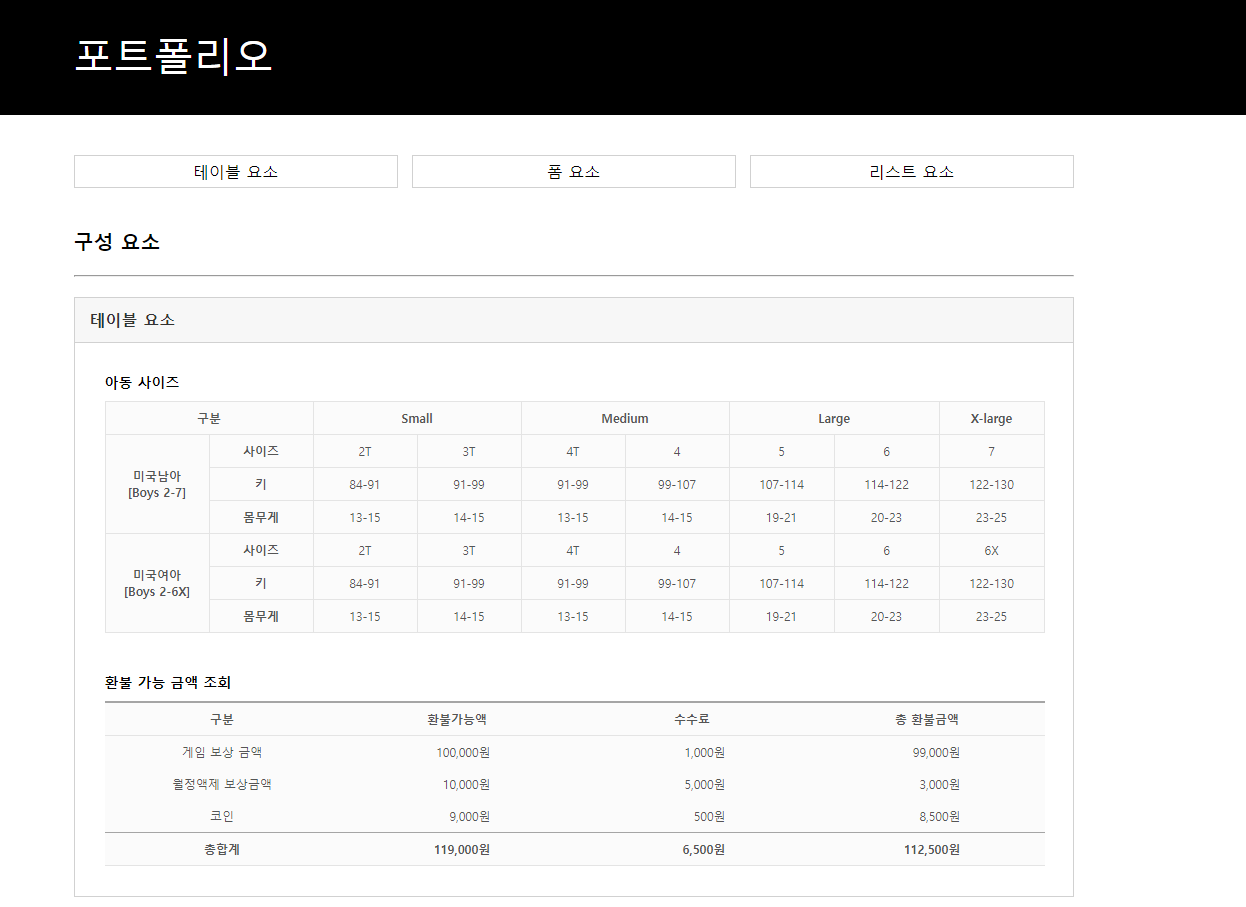 포트폴리오
테이블 요소 폼 요소 리스트 요소
구성 요소
테이블 요소
아동 사이즈
구분 Small Medium Large X-large
미국남아
[Boys 2-7]
사이즈 2T 3T 4T 4 5 6 7
키 84-91 91-99 91-99 99-107 107-114 114-122 122-130
몸무게 13-15 14-15 13-15 14-15 19-21 20-23 23-25
미국여아
[Boys 2-6X]
사이즈 2T 3T 4T 4 5 6 6X
키 84-91 91-99 91-99 99-107 107-114 114-122 122-130
몸무게 13-15 14-15 13-15 14-15 19-21 20-23 23-25
환불 가능 금액 조회
구분 환불가능액 수수료 총 환불금액
게임 보상 금액 100,000원 1,000원 99,000원
월정액제 보상금액 10,000원 5,000원 3,000원
코인 9,000원 500원 8,500원
총합계 119,000원 6,500원 112,500원